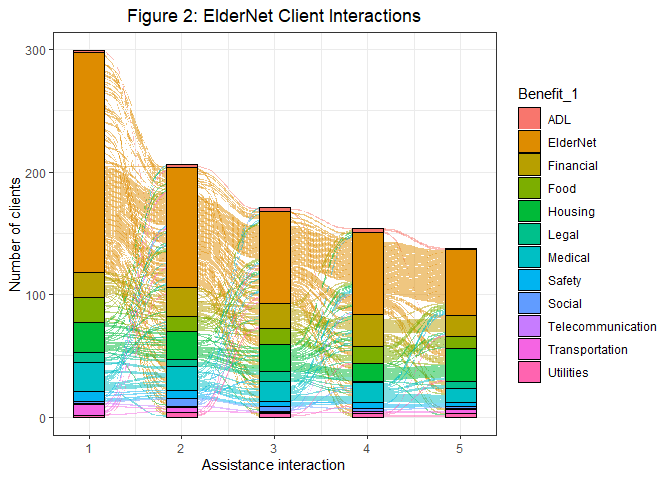 Figure 2: ElderNet Client Interactions
Number of clients
300
200
100
0
1 2 3 4 5
Assistance interaction
Benefit_1
ADL
ElderNet
Financial
Food
Housing
Legal
Medical
Safety
Social
Telecommunication
Transportation
Utilities